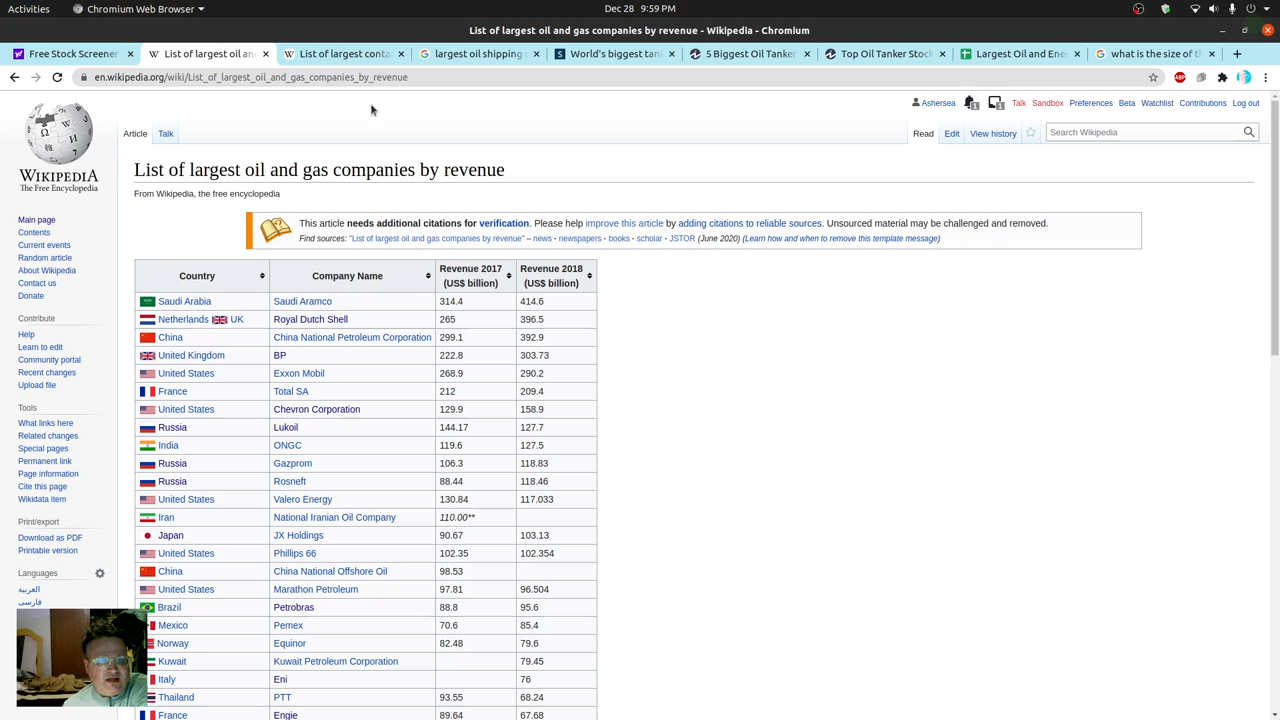 Activities Chromium Web Browser Dec 28 9:59 PM
List of largest oil and gas companies by revenue - Wikipedia - Chromium
Free Stock Screener List of largest oil an List of largest conta largest oil shipping World's biggest tan 5 Biggest Oil Tanker Top Oil Tanker Stock Largest Oil and Ene what is the size of th
en.wikipedia.org/wiki/List_of_largest_oil_and_gas_companies_by_revenue
Ashersea 1 1 Talk Sandbox Preferences Beta Watchlist Contributions Log out
Article Talk Read Edit View history Search Wikipedia
WIKIPEDIA
The Free Encyclopedia
Main page
Contents
Current events
Random article
About Wikipedia
Contact us
Donate
Contribute
Help
Learn to edit
Community portal
Recent changes
Upload file
Tools
What links here
Related changes
Special pages
Permanent link
Page information
Cite this page
Wikidata item
Print/export
Download as PDF
Printable version
Languages
العربية
فارسی
List of largest oil and gas companies by revenue
From Wikipedia, the free encyclopedia
This article needs additional citations for verification. Please help improve this article by adding citations to reliable sources. Unsourced material may be challenged and removed.
Find sources: "List of largest oil and gas companies by revenue" – news · newspapers · books · scholar · JSTOR (June 2020) (Learn how and when to remove this template message)
Country Company Name Revenue 2017 (US$ billion) Revenue 2018 (US$ billion)
Saudi Arabia Saudi Aramco 314.4 414.6
Netherlands UK Royal Dutch Shell 265 396.5
China China National Petroleum Corporation 299.1 392.9
United Kingdom BP 222.8 303.73
United States Exxon Mobil 268.9 290.2
France Total SA 212 209.4
United States Chevron Corporation 129.9 158.9
Russia Lukoil 144.17 127.7
India ONGC 119.6 127.5
Russia Gazprom 106.3 118.83
Russia Rosneft 88.44 118.46
United States Valero Energy 130.84 117.033
Iran National Iranian Oil Company 110.00**
Japan JX Holdings 90.67 103.13
United States Phillips 66 102.35 102.354
China China National Offshore Oil 98.53
United States Marathon Petroleum 97.81 96.504
Brazil Petrobras 88.8 95.6
Mexico Pemex 70.6 85.4
Norway Equinor 82.48 79.6
Kuwait Kuwait Petroleum Corporation 79.45
Italy Eni 76
Thailand PTT 93.55 68.24
France Engie 89.64 67.68